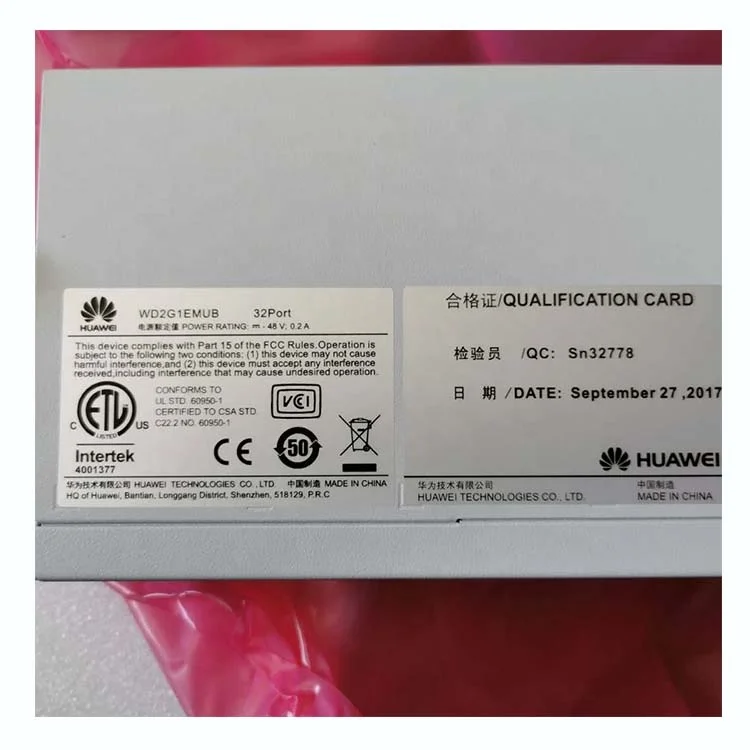 HUAWEI
WD2G1EMUB 32Port
电源额定值 POWER RATING: ⎓ - 48 V; 0.2 A
This device complies with Part 15 of the FCC Rules.Operation is
subject to the following two conditions: (1) this device may not cause
harmful interference,and (2) this device must accept any interference
received,including interference that may cause undesired operation.
C ETL US
LISTED
Intertek
4001377
CONFORMS TO
UL STD. 60950-1
CERTIFIED TO CSA STD.
C22.2 NO. 60950-1
VCI
CE
50
华为技术有限公司 HUAWEI TECHNOLOGIES CO., LTD. 中国制造
HQ of Huawei, Bantian, Longgang District, Shenzhen, 518129, P.R.C MADE IN CHINA
合格证/QUALIFICATION CARD
检验员 /QC: Sn32778
日 期 /DATE: September 27 ,2017
HUAWEI
华为技术有限公司 中国制造
HUAWEI TECHNOLOGIES CO., LTD. MADE IN CHINA